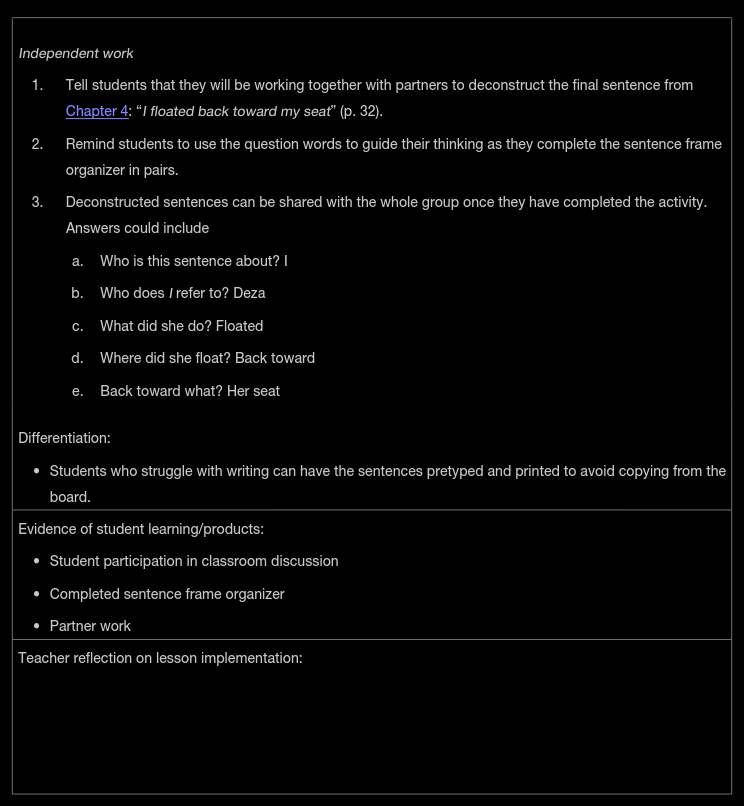 Independent work
1. Tell students that they will be working together with partners to deconstruct the final sentence from
Chapter 4: “I floated back toward my seat” (p. 32).
2. Remind students to use the question words to guide their thinking as they complete the sentence frame
organizer in pairs.
3. Deconstructed sentences can be shared with the whole group once they have completed the activity.
Answers could include
a. Who is this sentence about? I
b. Who does I refer to? Deza
c. What did she do? Floated
d. Where did she float? Back toward
e. Back toward what? Her seat
Differentiation:
• Students who struggle with writing can have the sentences pretyped and printed to avoid copying from the
board.
Evidence of student learning/products:
• Student participation in classroom discussion
• Completed sentence frame organizer
• Partner work
Teacher reflection on lesson implementation: